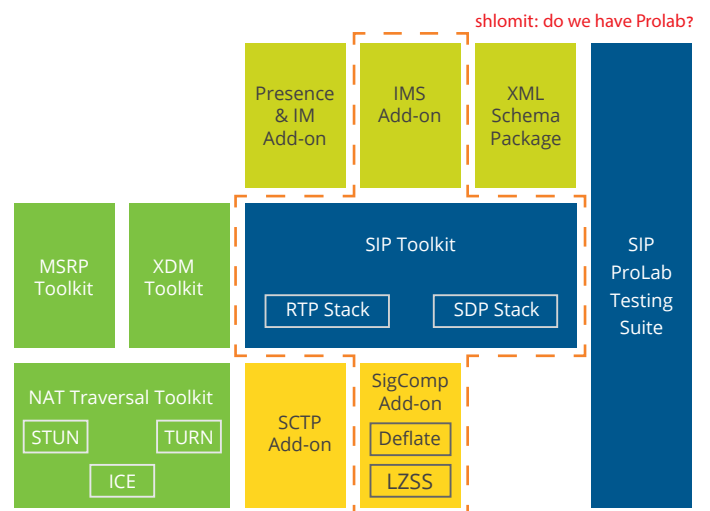 shlomit: do we have Prolab?
Presence
& IM
Add-on
IMS
Add-on
XML
Schema
Package
MSRP
Toolkit
XDM
Toolkit
SIP Toolkit
RTP Stack
SDP Stack
SIP
ProLab
Testing
Suite
NAT Traversal Toolkit
STUN
TURN
ICE
SCTP
Add-on
SigComp
Add-on
Deflate
LZSS